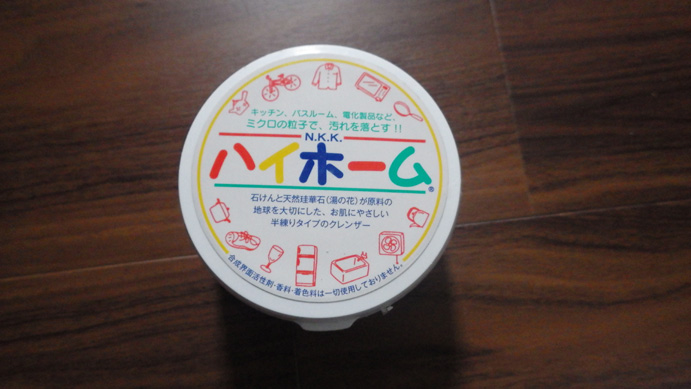 キッチン、バスルーム、電化製品など、
ミクロの粒子で、汚れを落とす!!
N.K.K.
ハイホーム®
石けんと天然珪華石(湯の花)が原料の
地球を大切にした、お肌にやさしい
半練りタイプのクレンザー
合成界面活性剤・香料・着色料は一切使用しておりません。